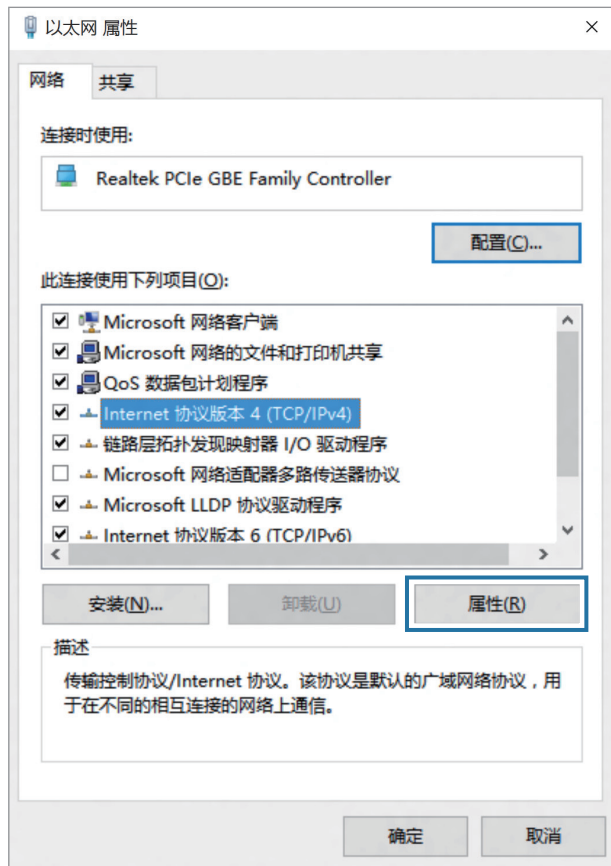 以太网 属性
网络
共享
连接时使用:
Realtek PCIe GBE Family Controller
配置(C)...
此连接使用下列项目(O):
Microsoft 网络客户端
Microsoft 网络的文件和打印机共享
QoS 数据包计划程序
Internet 协议版本 4 (TCP/IPv4)
链路层拓扑发现映射器 I/O 驱动程序
Microsoft 网络适配器多路传送器协议
Microsoft LLDP 协议驱动程序
Internet 协议版本 6 (TCP/IPv6)
安装(N)...
卸载(U)
属性(R)
描述
传输控制协议/Internet 协议。该协议是默认的广域网络协议，用
于在不同的相互连接的网络上通信。
确定
取消